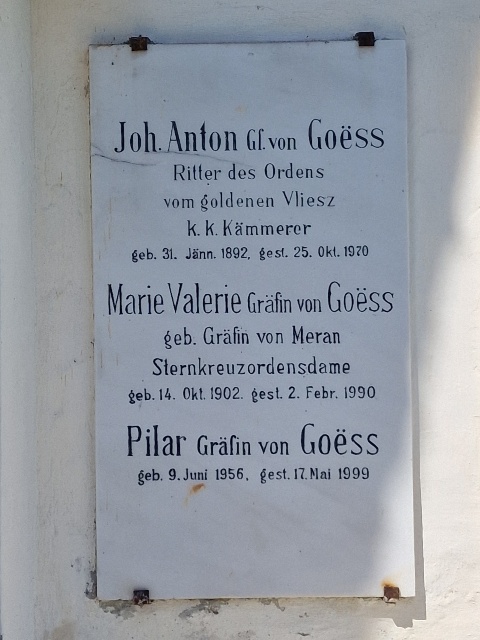 Joh. Anton Gf. von Goëss
Ritter des Ordens
vom goldenen Vliesz
k. k. Kämmerer
geb. 31. Jänn. 1892, gest. 25. Okt. 1970
Marie Valerie Gräfin von Goëss
geb. Gräfin von Meran
Sternkreuzordensdame
geb. 14. Okt. 1902. gest. 2. Febr. 1990
Pilar Gräfin von Goëss
geb. 9. Juni 1956, gest. 17. Mai 1999